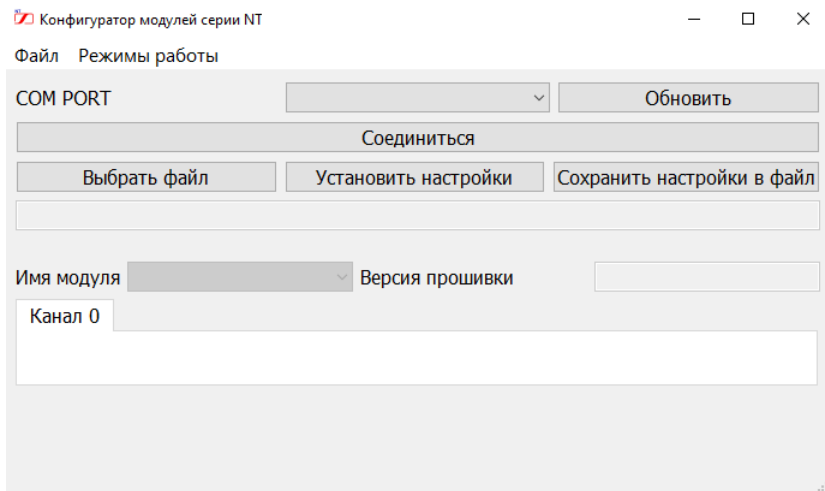 Конфигуратор модулей серии NT
Файл Режимы работы
COM PORT Обновить
Соединиться
Выбрать файл Установить настройки Сохранить настройки в файл
Имя модуля Версия прошивки
Канал 0